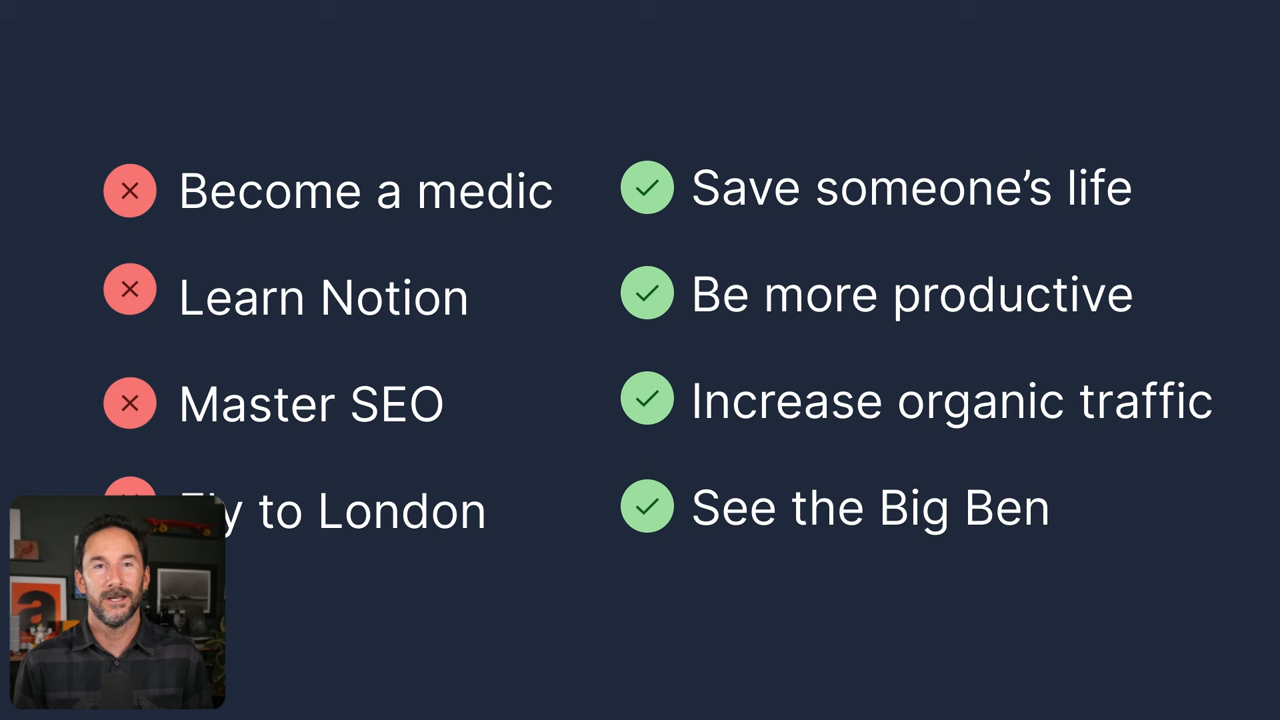 Become a medic
Save someone’s life
Learn Notion
Be more productive
Master SEO
Increase organic traffic
Fly to London
See the Big Ben
a